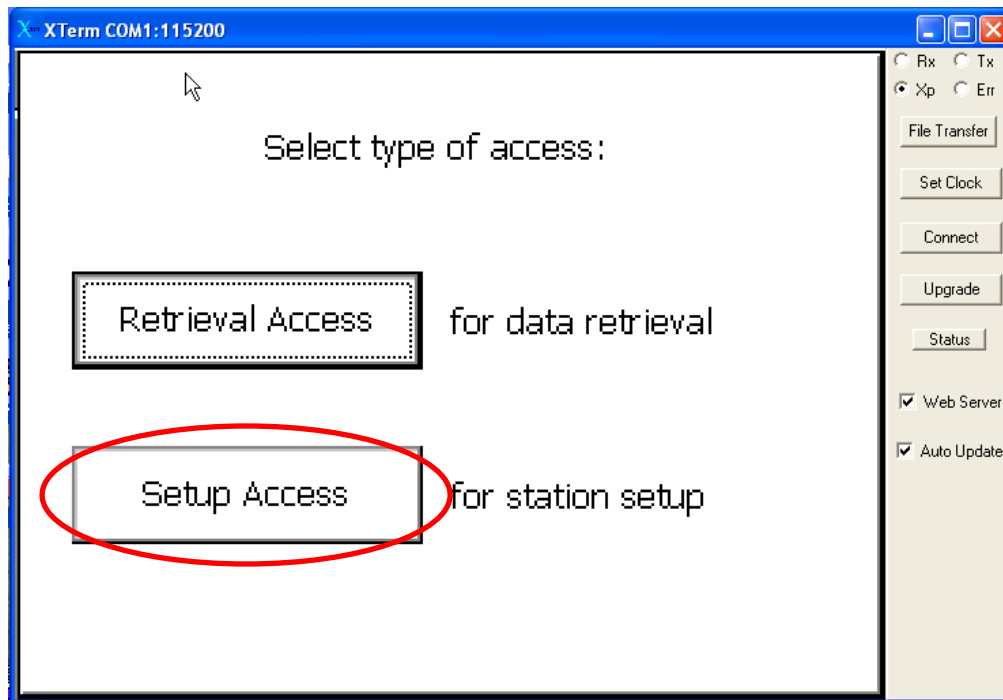 XTerm COM1:115200
Rx Tx
Xp Err
File Transfer
Set Clock
Connect
Upgrade
Status
Web Server
Auto Update
Select type of access:
Retrieval Access for data retrieval
Setup Access for station setup